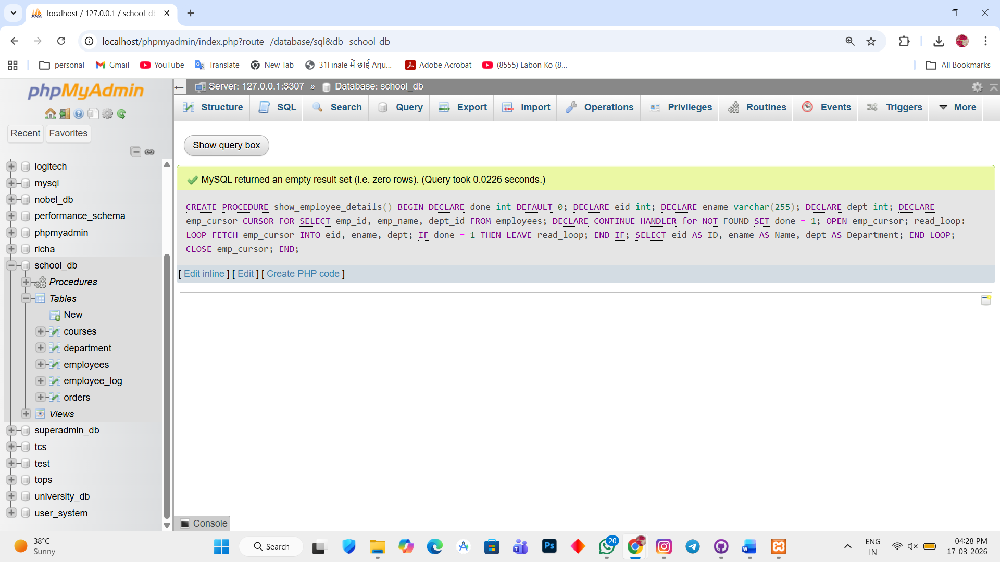 localhost / 127.0.0.1 / school_db
localhost/phpmyadmin/index.php?route=/database/sql&db=school_db
personal
Gmail
YouTube
Translate
New Tab
31Finale में छाई Arju...
Adobe Acrobat
(8555) Labon Ko (8...
All Bookmarks
phpMyAdmin
Recent
Favorites
logitech
mysql
nobel_db
performance_schema
phpmyadmin
richa
school_db
Procedures
Tables
New
courses
department
employees
employee_log
orders
Views
superadmin_db
tcs
test
tops
university_db
user_system
Server: 127.0.0.1:3307 » Database: school_db
Structure
SQL
Search
Query
Export
Import
Operations
Privileges
Routines
Events
Triggers
More
Show query box
MySQL returned an empty result set (i.e. zero rows). (Query took 0.0226 seconds.)
CREATE PROCEDURE show_employee_details() BEGIN DECLARE done int DEFAULT 0; DECLARE eid int; DECLARE ename varchar(255); DECLARE dept int; DECLARE
emp_cursor CURSOR FOR SELECT emp_id, emp_name, dept_id FROM employees; DECLARE CONTINUE HANDLER for NOT FOUND SET done = 1; OPEN emp_cursor; read_loop:
LOOP FETCH emp_cursor INTO eid, ename, dept; IF done = 1 THEN LEAVE read_loop; END IF; SELECT eid AS ID, ename AS Name, dept AS Department; END LOOP;
CLOSE emp_cursor; END;
[ Edit inline ] [ Edit ] [ Create PHP code ]
Console
38°C
Sunny
Search
20
ENG
IN
04:28 PM
17-03-2026